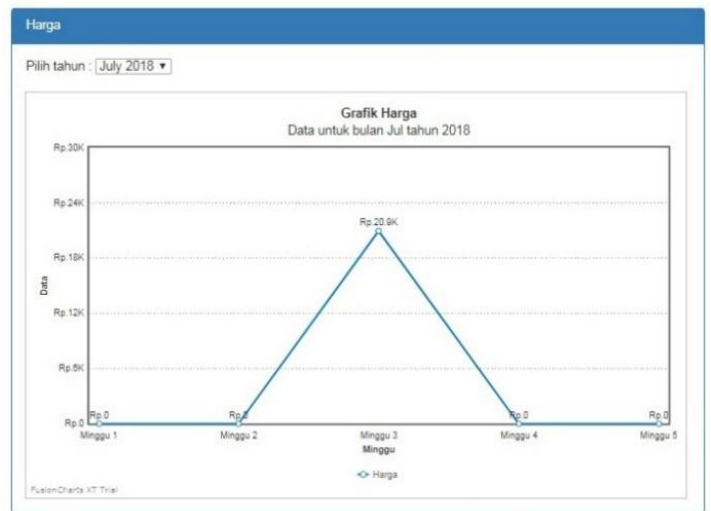 Harga
Pilih tahun : July 2018 ▼
Grafik Harga
Data untuk bulan Jul tahun 2018
Rp.30K
Rp.24K
Rp.18K
Rp.12K
Rp.6K
Rp.0
Data
Rp.0
Rp.0
Rp.20.9K
Rp.0
Rp.0
Minggu 1 Minggu 2 Minggu 3 Minggu 4 Minggu 5
Minggu
Harga
FusionCharts XT Trial